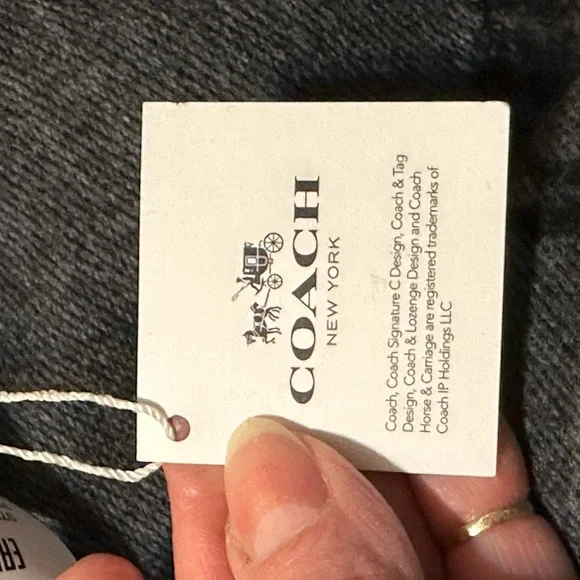 COACH
NEW YORK
Coach, Coach Signature C Design, Coach & Tag
Design, Coach & Lozenge Design and Coach
Horse & Carriage are registered trademarks of
Coach IP Holdings LLC